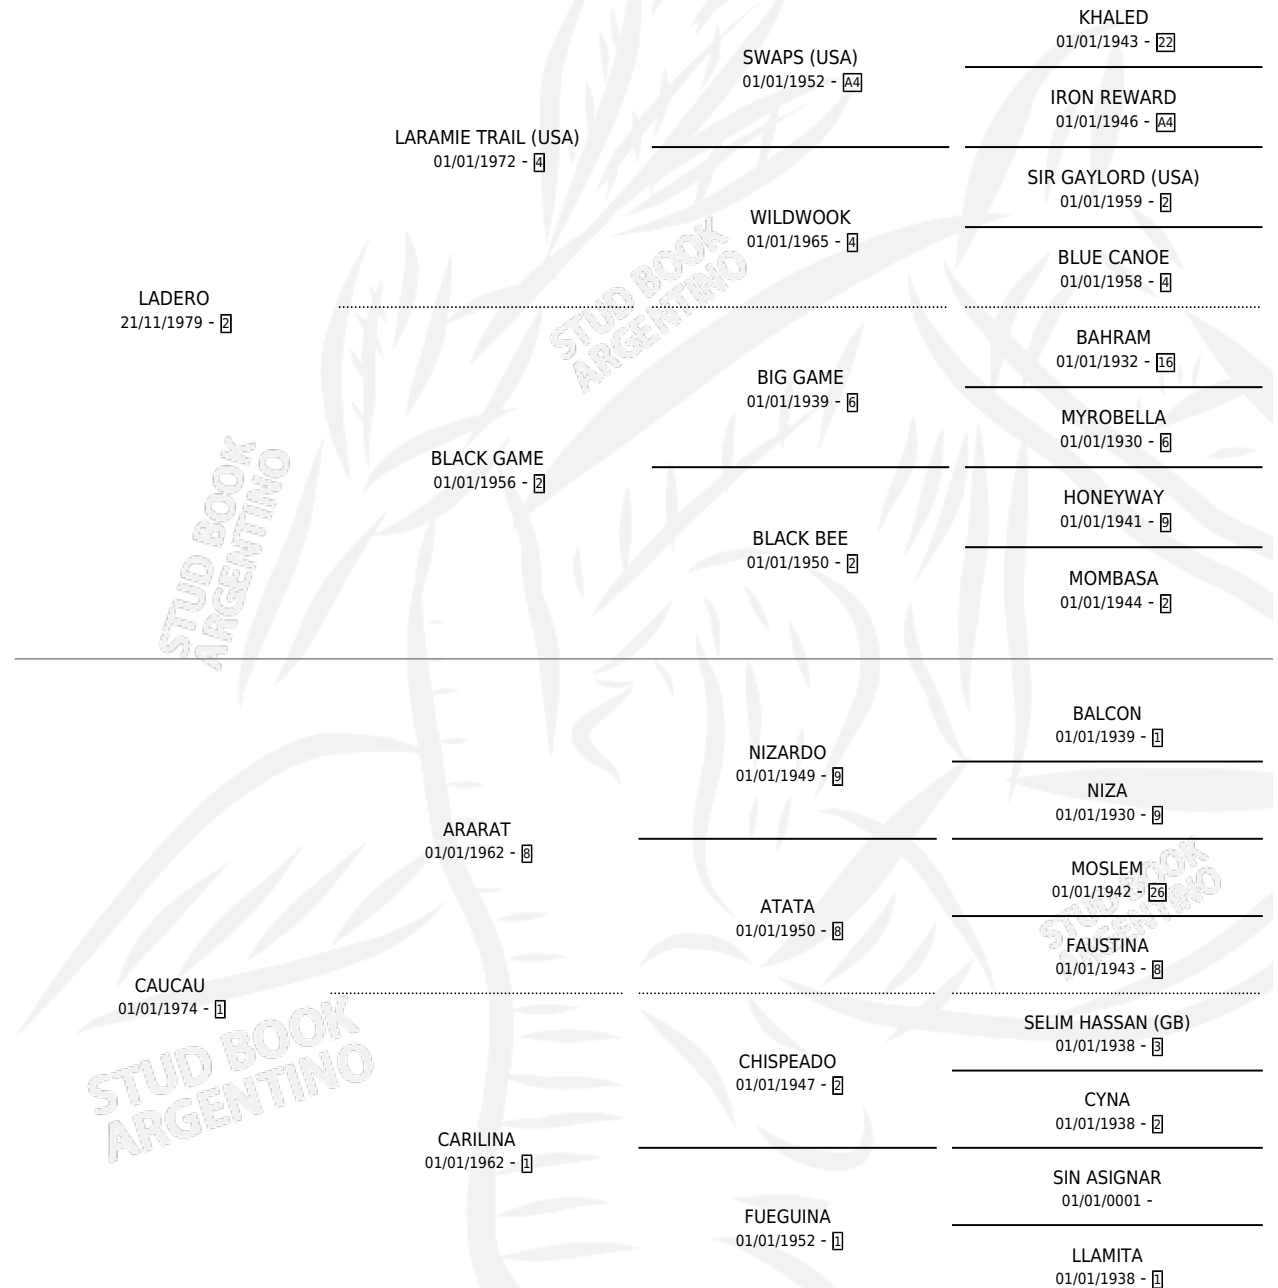 KHALED
01/01/1943 - 22
SWAPS (USA)
01/01/1952 - A4
IRON REWARD
01/01/1946 - A4
LARAMIE TRAIL (USA)
01/01/1972 - 4
SIR GAYLORD (USA)
01/01/1959 - 2
WILDWOOK
01/01/1965 - 4
BLUE CANOE
01/01/1958 - 4
LADERO
21/11/1979 - 2
STUD BOOK
ARGENTINO
BAHRAM
01/01/1932 - 16
BIG GAME
01/01/1939 - 6
MYROBELLA
01/01/1930 - 6
BLACK GAME
01/01/1956 - 2
HONEYWAY
01/01/1941 - 9
BLACK BEE
01/01/1950 - 2
MOMBASA
01/01/1944 - 2
STUD BOOK
ARGENTINO
BALCON
01/01/1939 - 1
NIZARDO
01/01/1949 - 9
NIZA
01/01/1930 - 9
ARARAT
01/01/1962 - 8
MOSLEM
01/01/1942 - 26
ATATA
01/01/1950 - 8
FAUSTINA
01/01/1943 - 8
STUD BOOK
ARGENTINO
CAUCAU
01/01/1974 - 1
SELIM HASSAN (GB)
01/01/1938 - 3
CHISPEADO
01/01/1947 - 2
CYNA
01/01/1938 - 2
STUD BOOK
ARGENTINO
CARILINA
01/01/1962 - 1
SIN ASIGNAR
01/01/0001 -
FUEGUINA
01/01/1952 - 1
LLAMITA
01/01/1938 - 1